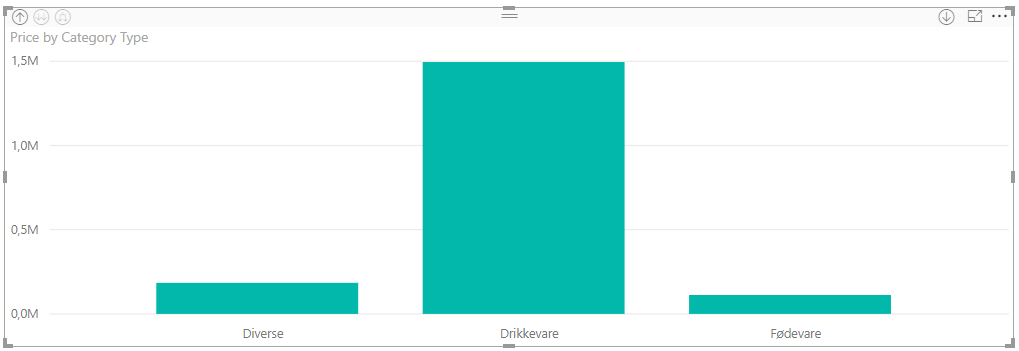 Price by Category Type
1,5M
1,0M
0,5M
0,0M
Diverse
Drikkevare
Fødevare